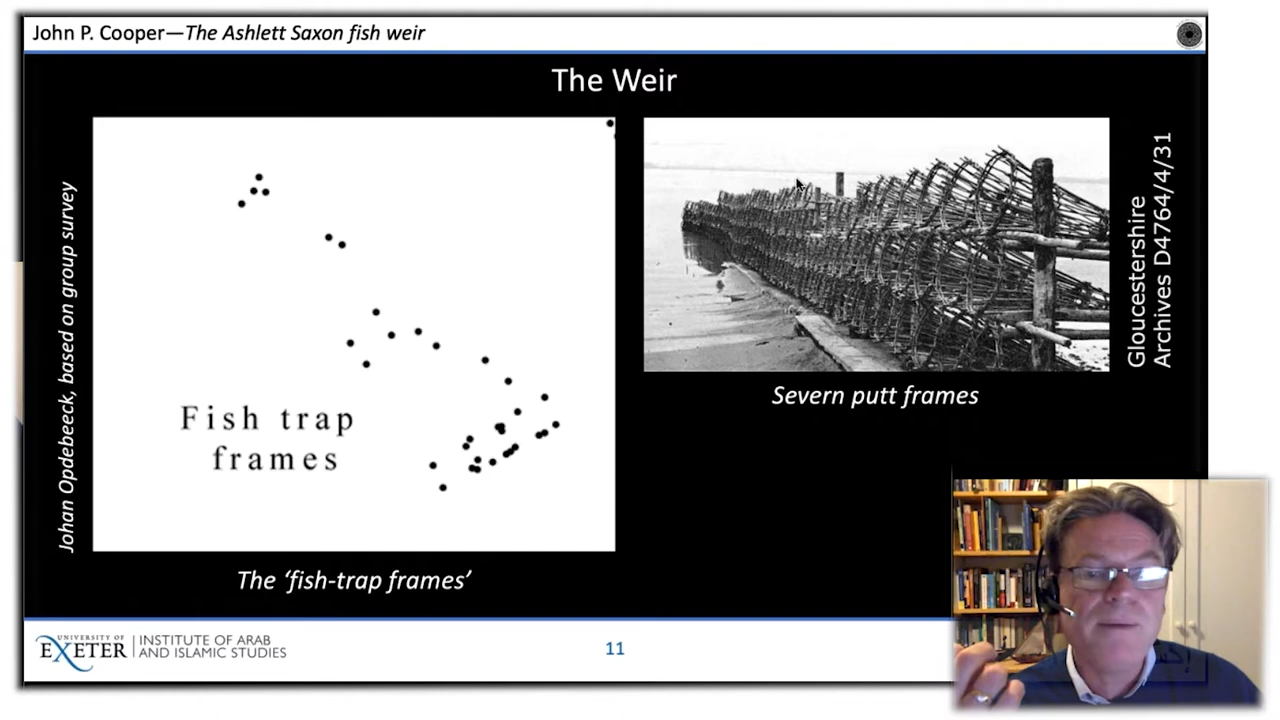 John P. Cooper—The Ashlett Saxon fish weir
The Weir
Johan Opdebeeck, based on group survey
Fish trap
frames
The ‘fish-trap frames’
Severn putt frames
Gloucestershire
Archives D4764/4/31
UNIVERSITY OF
EXETER
INSTITUTE OF ARAB
AND ISLAMIC STUDIES
11